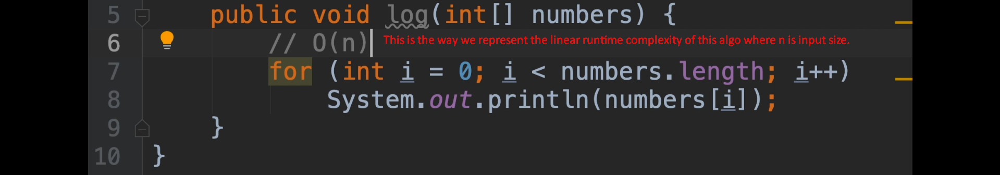 5 public void log(int[] numbers) {
6 // O(n) This is the way we represent the linear runtime complexity of this algo where n is input size.
7 for (int i = 0; i < numbers.length; i++)
8 System.out.println(numbers[i]);
9 }
10 }